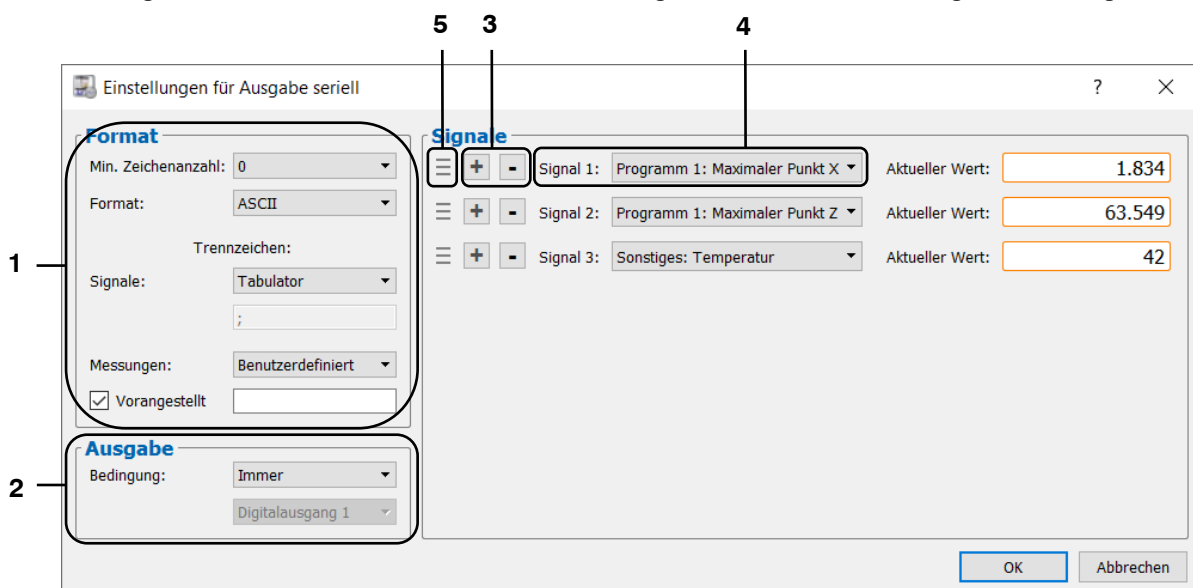 5 3 4
Einstellungen für Ausgabe seriell ?
Format
Min. Zeichenanzahl: 0
Format: ASCII
Trennzeichen:
Signale: Tabulator
;
Messungen: Benutzerdefiniert
Vorangestellt
1
Ausgabe
Bedingung: Immer
Digitalausgang 1
2
Signale
+ - Signal 1: Programm 1: Maximaler Punkt X Aktueller Wert: 1.834
+ - Signal 2: Programm 1: Maximaler Punkt Z Aktueller Wert: 63.549
+ - Signal 3: Sonstiges: Temperatur Aktueller Wert: 42
OK Abbrechen